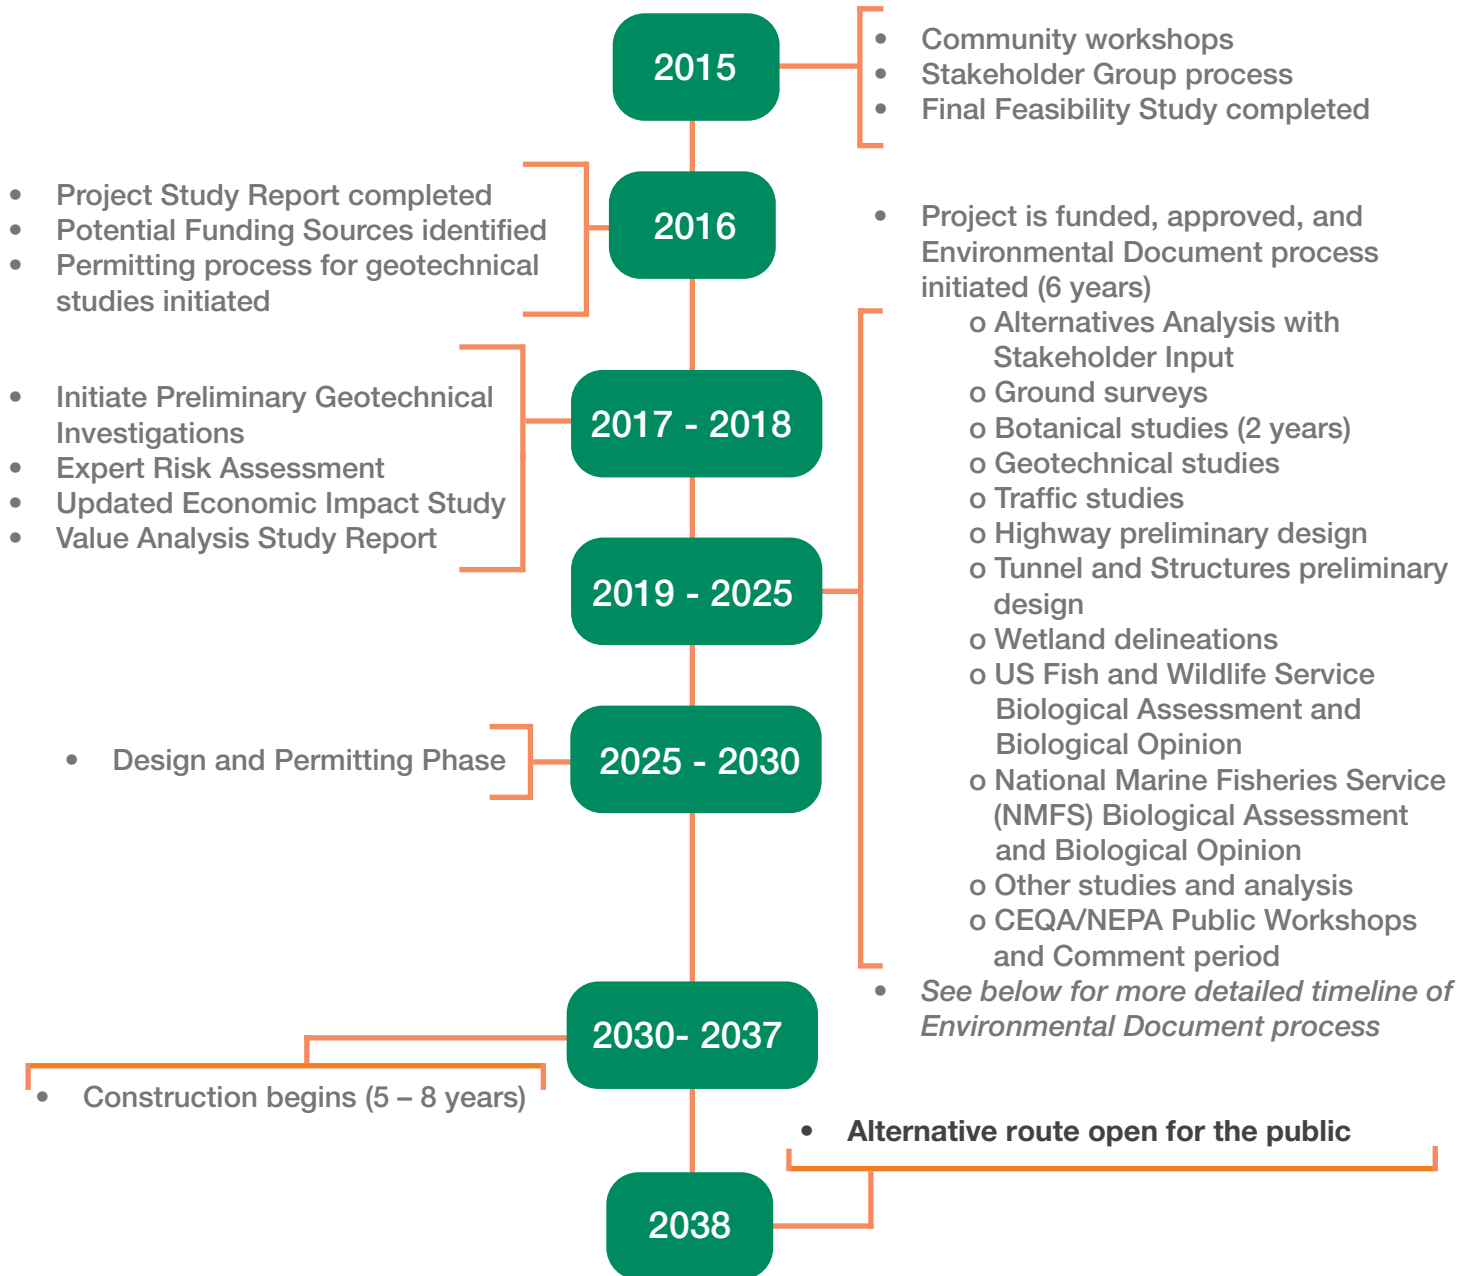 2015
• Community workshops
• Stakeholder Group process
• Final Feasibility Study completed
2016
• Project Study Report completed
• Potential Funding Sources identified
• Permitting process for geotechnical
studies initiated
2017 - 2018
• Initiate Preliminary Geotechnical
Investigations
• Expert Risk Assessment
• Updated Economic Impact Study
• Value Analysis Study Report
2019 - 2025
• Project is funded, approved, and
Environmental Document process
initiated (6 years)
o Alternatives Analysis with
Stakeholder Input
o Ground surveys
o Botanical studies (2 years)
o Geotechnical studies
o Traffic studies
o Highway preliminary design
o Tunnel and Structures preliminary
design
o Wetland delineations
o US Fish and Wildlife Service
Biological Assessment and
Biological Opinion
o National Marine Fisheries Service
(NMFS) Biological Assessment
and Biological Opinion
o Other studies and analysis
o CEQA/NEPA Public Workshops
and Comment period
• See below for more detailed timeline of
Environmental Document process
2025 - 2030
• Design and Permitting Phase
2030- 2037
• Construction begins (5 – 8 years)
2038
• Alternative route open for the public